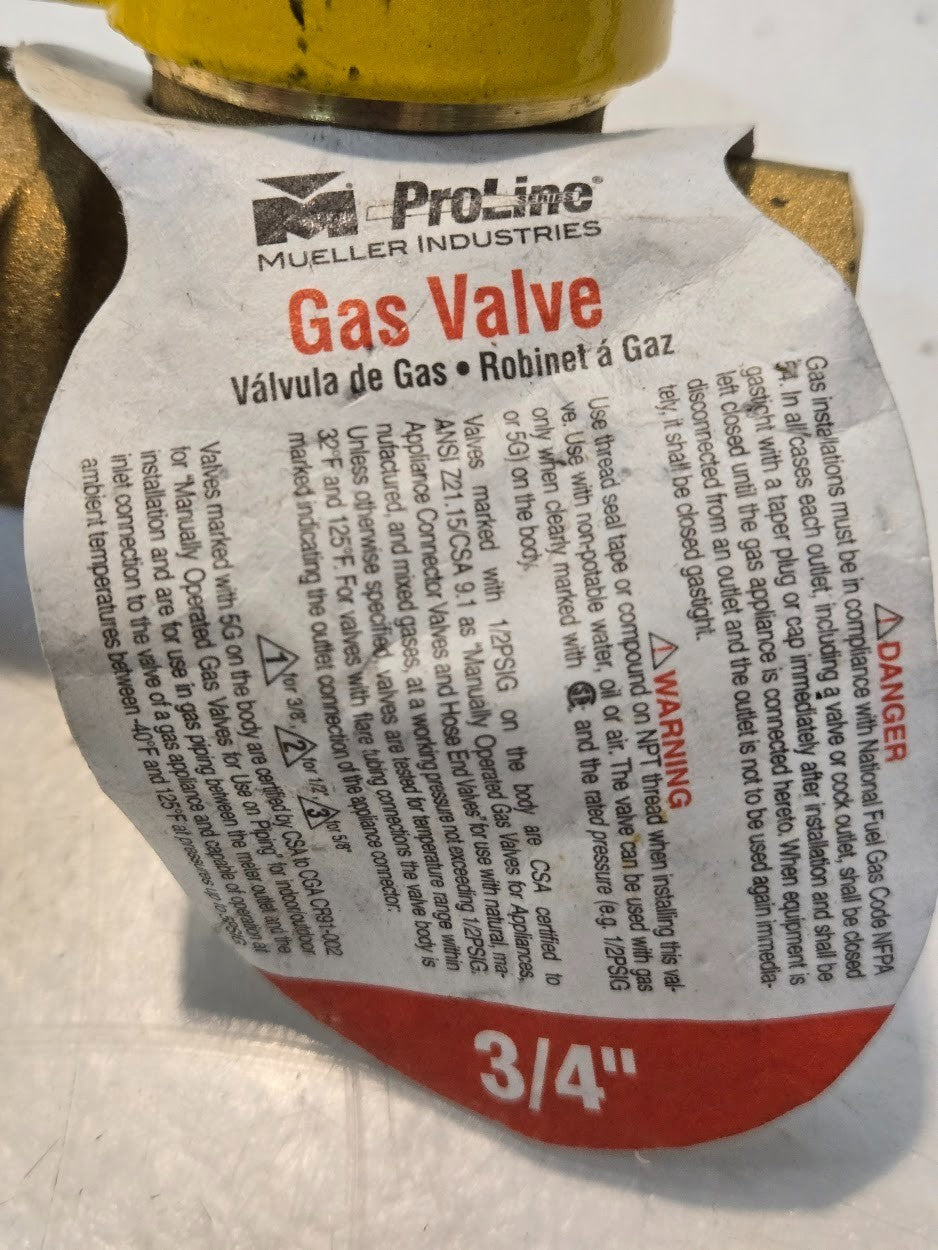 ProLine®
SERIES
MUELLER INDUSTRIES
Gas Valve
Válvula de Gas • Robinet á Gaz
⚠DANGER
Gas installations must be in compliance with National Fuel Gas Code NFPA
54. In all cases each outlet, including a valve or cock outlet, shall be closed
gastight with a taper plug or cap immediately after installation and shall be
left closed until the gas appliance is connected hereto. When equipment is
disconnected from an outlet and the outlet is not to be used again immedia-
tely, it shall be closed gastight.
⚠WARNING
Use thread seal tape or compound on NPT thread when installing this val-
ve. Use with non-potable water, oil or air. The valve can be used with gas
only when clearly marked with and the rated pressure (e.g. 1/2PSIG
or 5G) on the body.
Valves marked with 1/2PSIG on the body are CSA certified to
ANSI Z21.15/CSA 9.1 as "Manually Operated Gas Valves for Appliances,
Appliance Connector Valves and Hose End Valves" for use with natural, ma-
nufactured, and mixed gases, at a working pressure not exceeding 1/2PSIG.
Unless otherwise specified, valves are tested for temperature range within
32°F and 125°F. For valves with flare tubing connections the valve body is
marked indicating the outlet connection of the appliance connector.
1 for 3/8" 2 for 1/2" 3 for 5/8"
Valves marked with 5G on the body are certified by CSA to CGA CR91-002
for "Manually Operated Gas Valves for Use on Piping" for indoor/outdoor
installation and are for use in gas piping between the meter outlet and the
inlet connection to the valve of a gas appliance and capable of operation at
ambient temperatures between -40°F and 125°F at pressures up to 5PSIG
3/4"